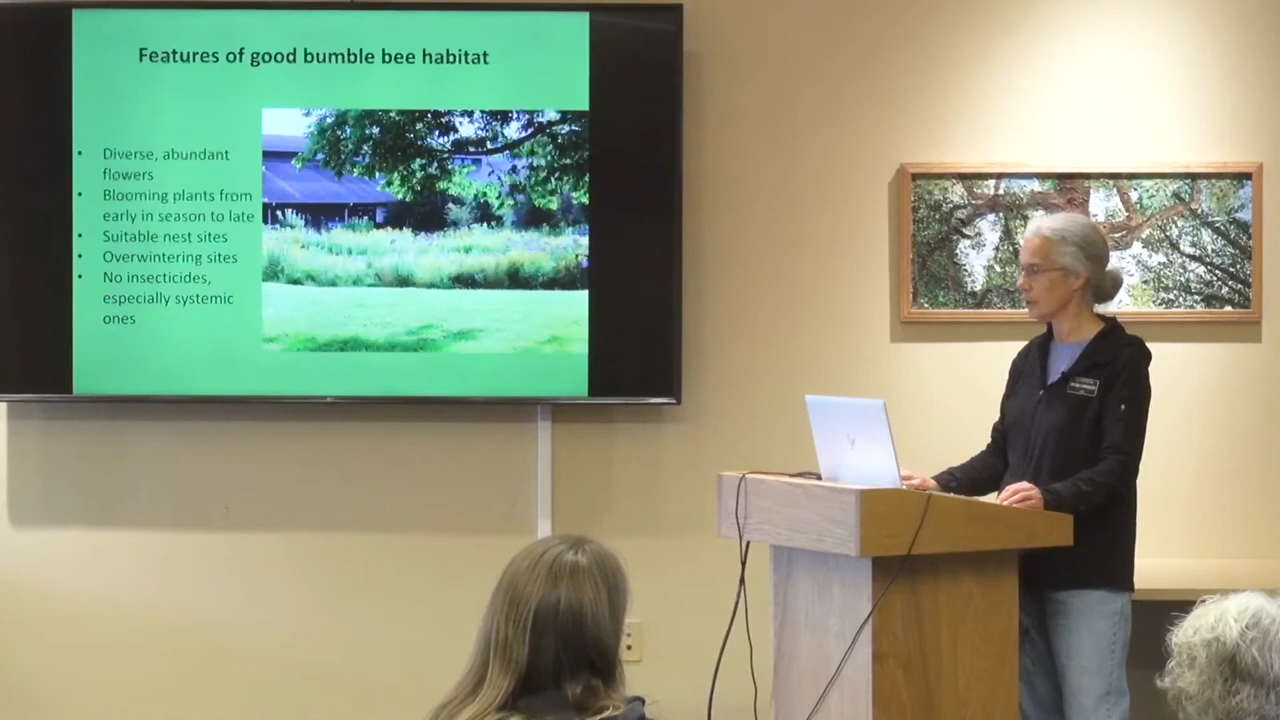 Features of good bumble bee habitat
• Diverse, abundant
flowers
• Blooming plants from
early in season to late
• Suitable nest sites
• Overwintering sites
• No insecticides,
especially systemic
ones
hp